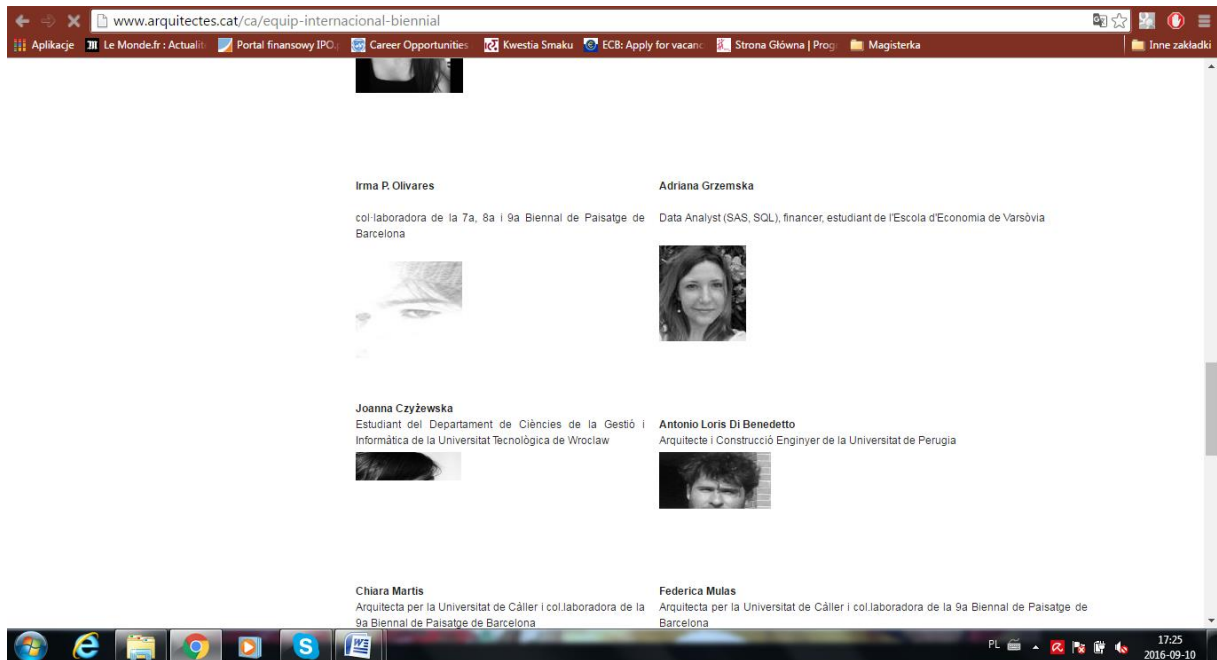 www.arquitectes.cat/ca/equip-internacional-biennial
Aplikacje
Le Monde.fr : Actualit
Portal finansowy IPO.
Career Opportunities
Kwestia Smaku
ECB: Apply for vacanc
Strona Główna | Prog
Magisterka
Inne zakładki
Irma P. Olivares
col·laboradora de la 7a, 8a i 9a Biennal de Paisatge de
Barcelona
Adriana Grzemska
Data Analyst (SAS, SQL), financer, estudiant de l'Escola d'Economia de Varsòvia
Joanna Czyżewska
Estudiant del Departament de Ciències de la Gestió i
Informàtica de la Universitat Tecnològica de Wroclaw
Antonio Loris Di Benedetto
Arquitecte i Construcció Enginyer de la Universitat de Perugia
Chiara Martis
Arquitecta per la Universitat de Càller i col.laboradora de la
9a Biennal de Paisatge de Barcelona
Federica Mulas
Arquitecta per la Universitat de Càller i col.laboradora de la 9a Biennal de Paisatge de
Barcelona
PL
17:25
2016-09-10